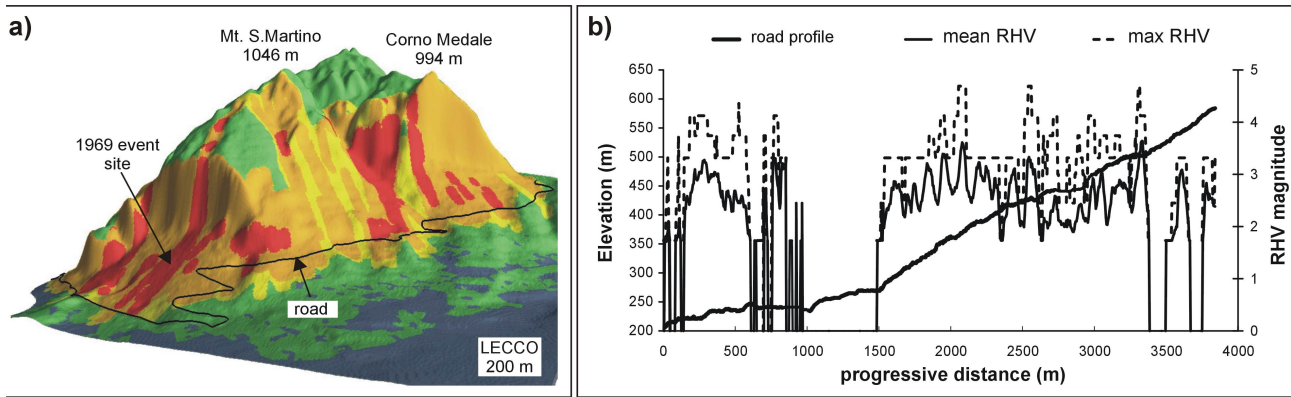 a)
Mt. S.Martino
1046 m
Corno Medale
994 m
1969 event
site
road
LECCO
200 m
b)
road profile
mean RHV
max RHV
650
600
550
500
450
400
350
300
250
200
Elevation (m)
5
4
3
2
1
0
RHV magnitude
0 500 1000 1500 2000 2500 3000 3500 4000
progressive distance (m)